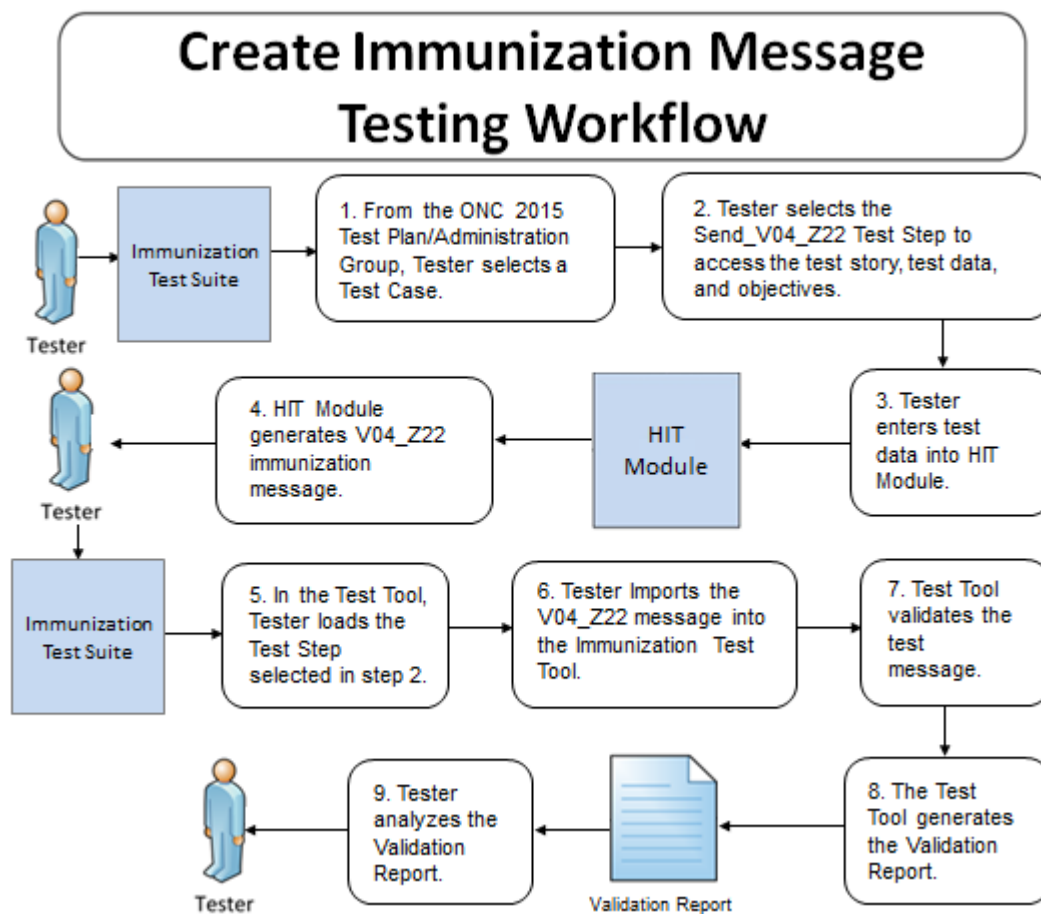 Create Immunization Message
Testing Workflow
Tester
Immunization
Test Suite
1. From the ONC 2015
Test Plan/Administration
Group, Tester selects a
Test Case.
2. Tester selects the
Send_V04_Z22 Test Step to
access the test story, test data,
and objectives.
3. Tester
enters test
data into HIT
Module.
HIT
Module
4. HIT Module
generates V04_Z22
immunization
message.
Tester
Immunization
Test Suite
5. In the Test Tool,
Tester loads the
Test Step
selected in step 2.
6. Tester Imports the
V04_Z22 message into
the Immunization Test
Tool.
7. Test Tool
validates the
test
message.
8. The Test
Tool generates
the Validation
Report.
Validation Report
9. Tester
analyzes the
Validation
Report.
Tester